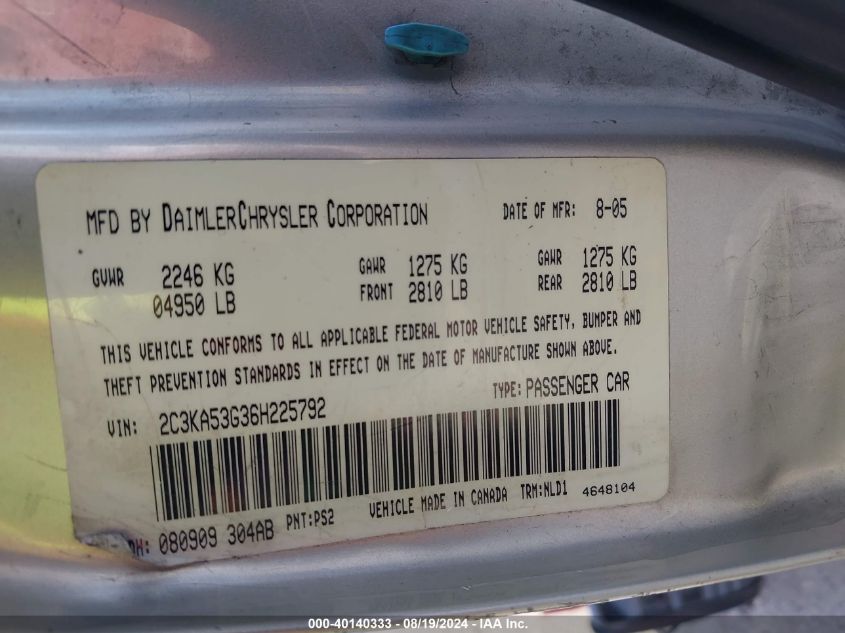 MFD BY DAIMLERCHRYSLER CORPORATION DATE OF MFR: 8-05
GVWR 2246 KG GAWR 1275 KG GAWR 1275 KG
04950 LB FRONT 2810 LB REAR 2810 LB
THIS VEHICLE CONFORMS TO ALL APPLICABLE FEDERAL MOTOR VEHICLE SAFETY, BUMPER AND
THEFT PREVENTION STANDARDS IN EFFECT ON THE DATE OF MANUFACTURE SHOWN ABOVE.
VIN: 2C3KA53G36H225792 TYPE: PASSENGER CAR
H: 080909 304AB PNT:PS2 VEHICLE MADE IN CANADA TRM:NLD1 4648104
000-40140333 - 08/19/2024 - IAA Inc.